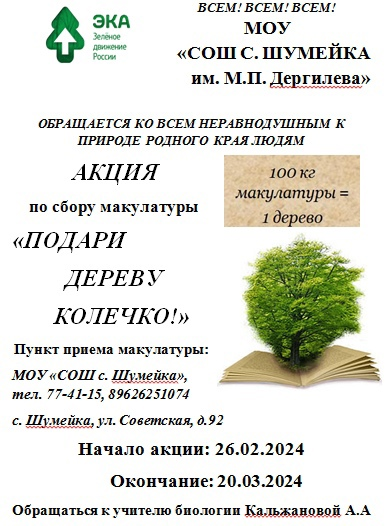 ЭКА
Зелёное
движение
России
ВСЕМ! ВСЕМ! ВСЕМ!
МОУ
«СОШ С. ШУМЕЙКА
им. М.П. Дергилева»
ОБРАЩАЕТСЯ КО ВСЕМ НЕРАВНОДУШНЫМ К
ПРИРОДЕ РОДНОГО КРАЯ ЛЮДЯМ
АКЦИЯ
по сбору макулатуры
100 кг
макулатуры =
1 дерево
«ПОДАРИ
ДЕРЕВУ
КОЛЕЧКО!»
Пункт приема макулатуры:
МОУ «СОШ с. Шумейка»,
тел. 77-41-15, 89626251074
с. Шумейка, ул. Советская, д.92
Начало акции: 26.02.2024
Окончание: 20.03.2024
Обращаться к учителю биологии Кальжановой А.А